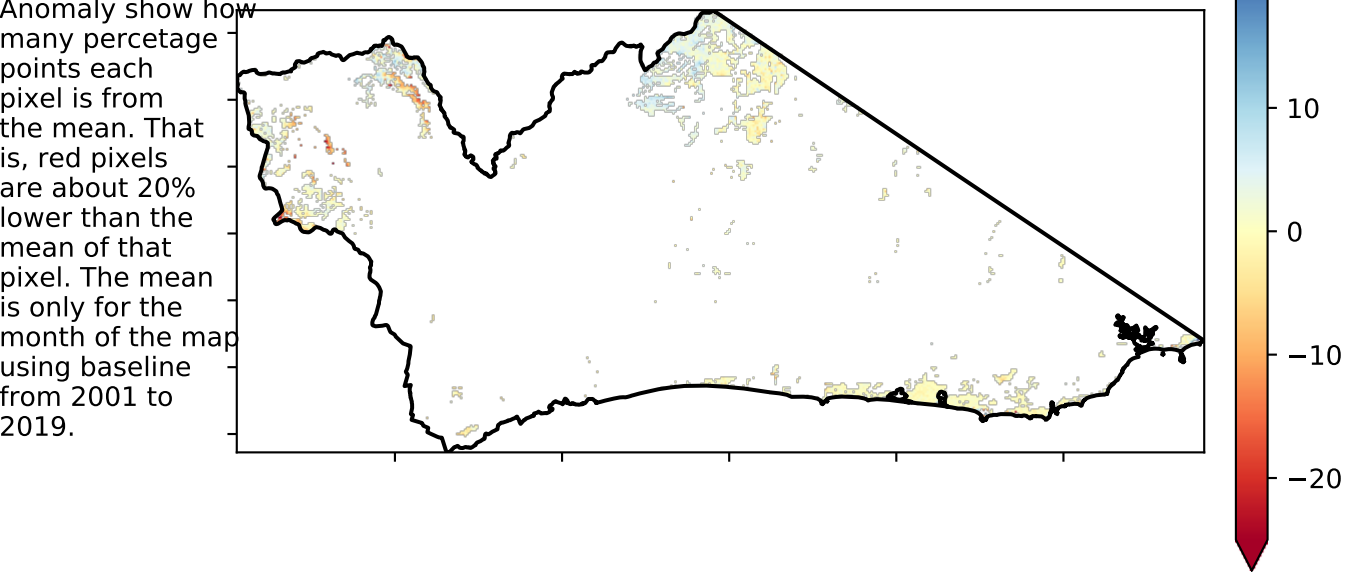 Anomaly show how
many percetage
points each
pixel is from
the mean. That
is, red pixels
are about 20%
lower than the
mean of that
pixel. The mean
is only for the
month of the map
using baseline
from 2001 to
2019.
10
0
−10
−20